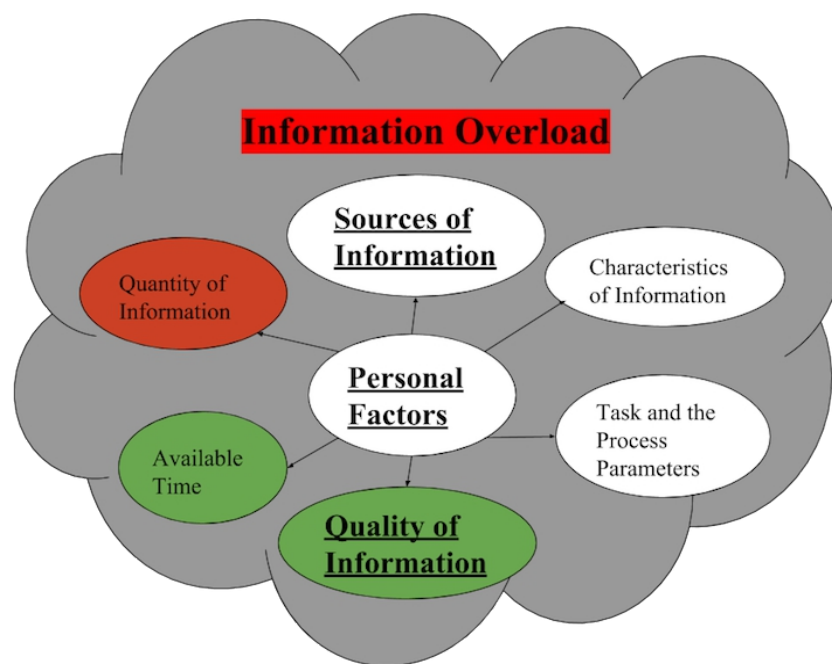 Information Overload
Sources of
Information
Quantity of
Information
Characteristics
of Information
Personal
Factors
Available
Time
Task and the
Process
Parameters
Quality of
Information